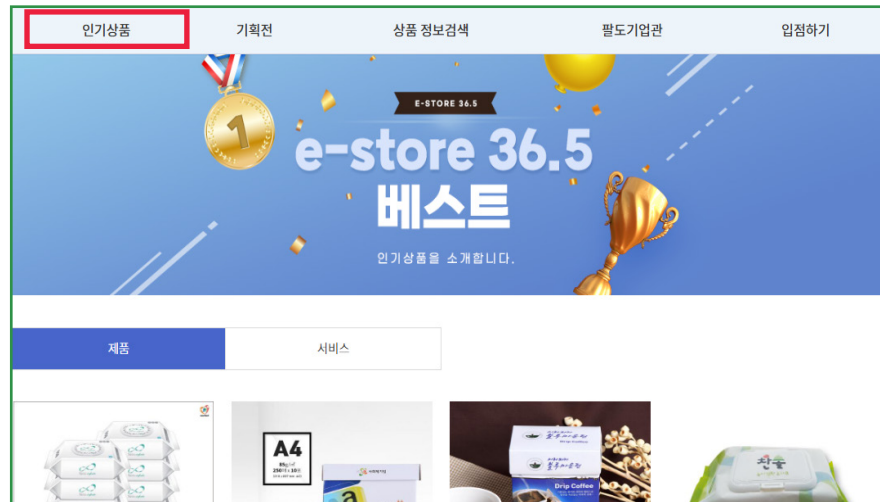 인기상품
기획전
상품 정보검색
팔도기업관
입점하기
E-STORE 36.5
e-store 36.5
베스트
인기상품을 소개합니다.
1
제품
서비스
A4
Drip Coffee